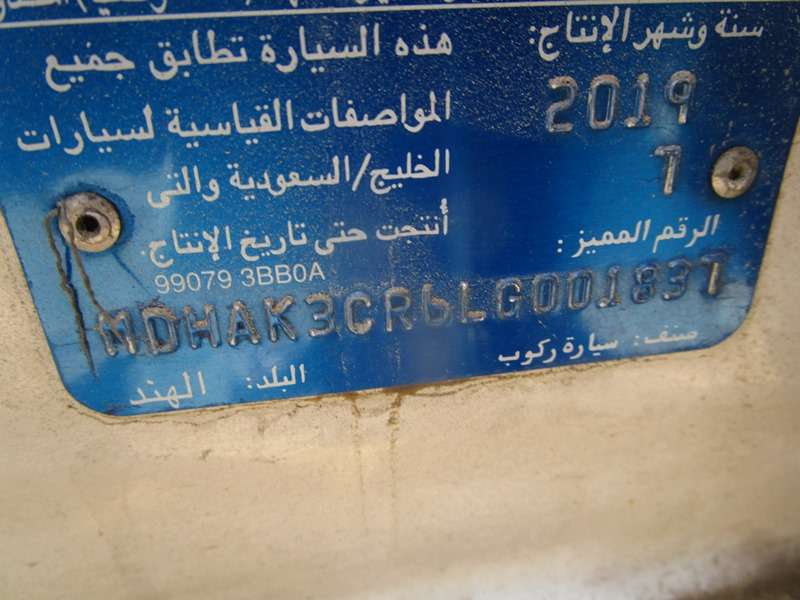 هذه السيارة تطابق جميع
المواصفات القياسية لسيارات
الخليج/السعودية والتى
أُنتجت حتى تاريخ الإنتاج.
سنة وشهر الإنتاج:
2019
7
الرقم المميز:
99079 3BB0A
MDHAK3CR6LG001837
صنف: سيارة ركوب
البلد: الهند